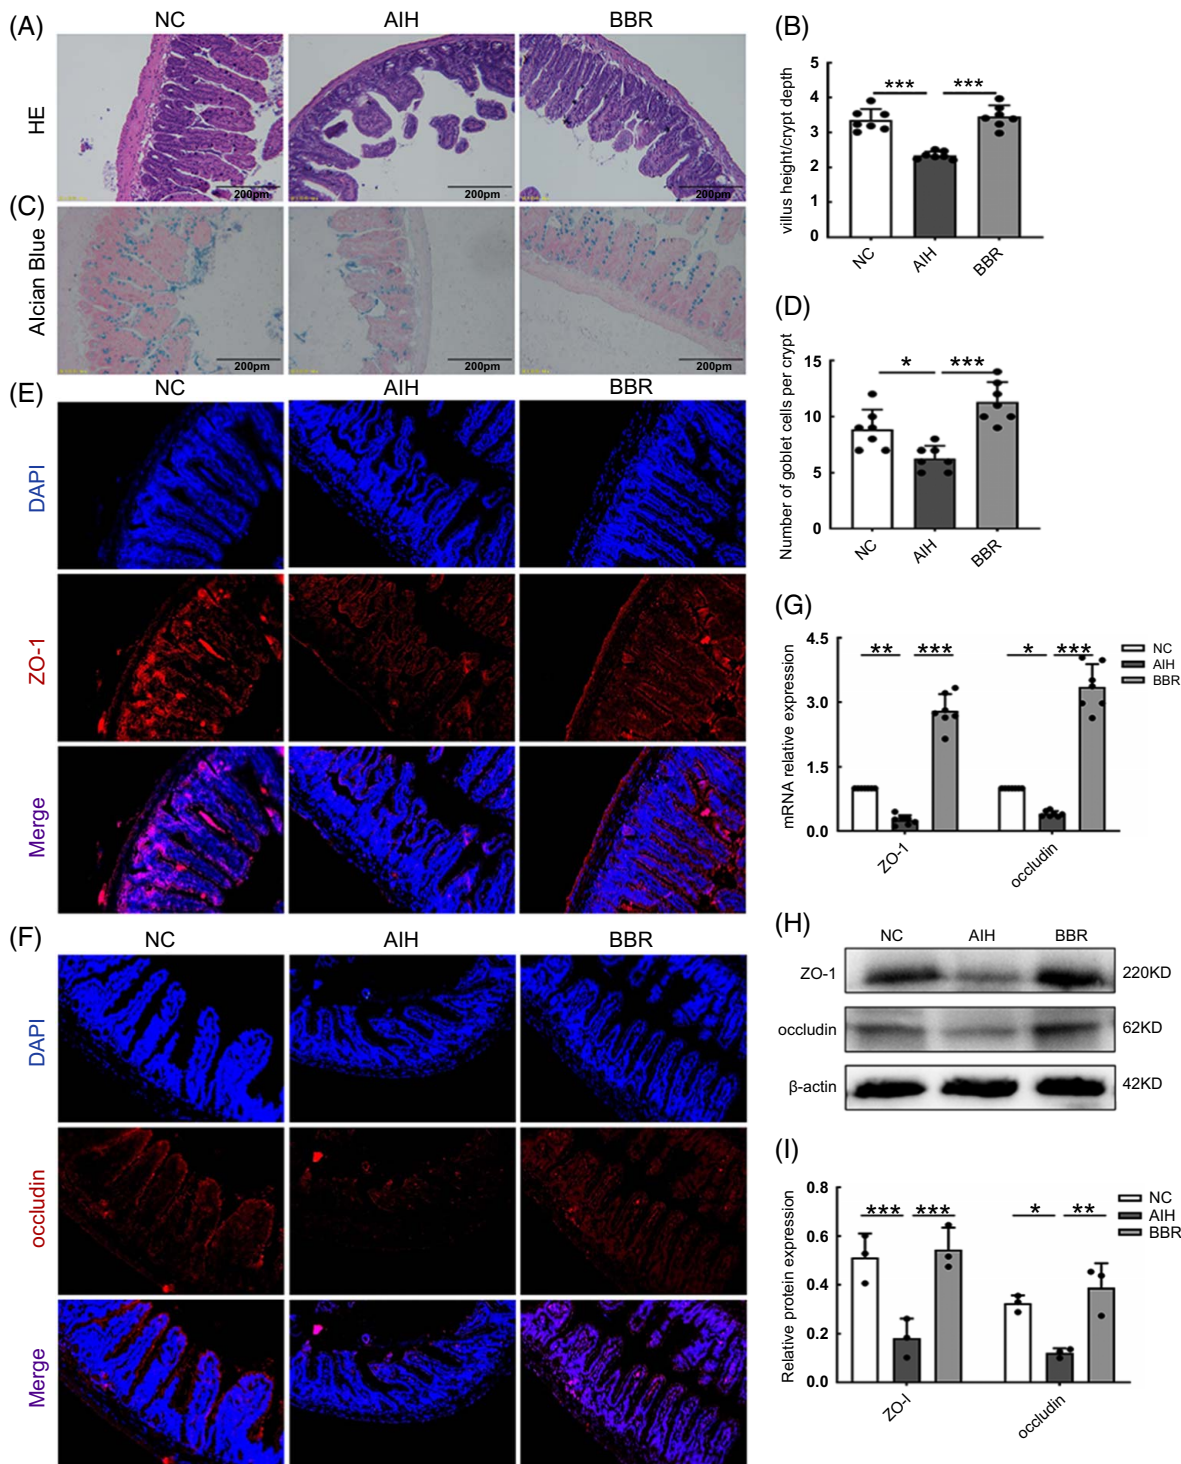 (A)
NC AIH BBR
HE
200pm 200pm 200pm
(B)
villus height/crypt depth
5
4
3
2
1
0
*** ***
NC AIH BBR
(C)
Alcian Blue
200pm 200pm 200pm
(D)
Number of goblet cells per crypt
15
10
5
0
* ***
NC AIH BBR
(E)
NC AIH BBR
DAPI
ZO-1
Merge
(F)
NC AIH BBR
DAPI
occludin
Merge
(G)
mRNA relative expression
4.5
3.0
1.5
0.0
** *** * ***
NC
AIH
BBR
ZO-1 occludin
(H)
NC AIH BBR
ZO-1 220KD
occludin 62KD
β-actin 42KD
(I)
Relative protein expression
0.8
0.6
0.4
0.2
0.0
*** *** * **
NC
AIH
BBR
ZO-I occludin